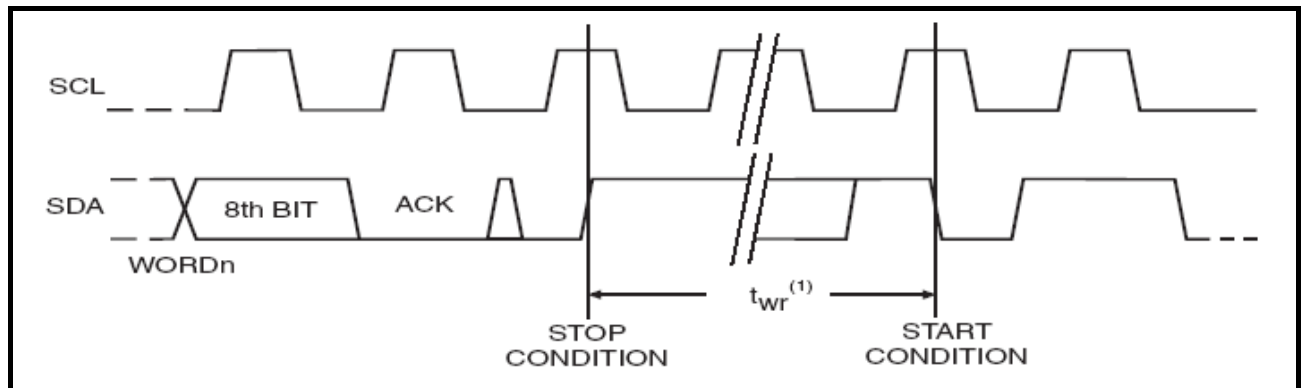 SCL
SDA
8th BIT
ACK
WORDn
twr(1)
STOP
CONDITION
START
CONDITION